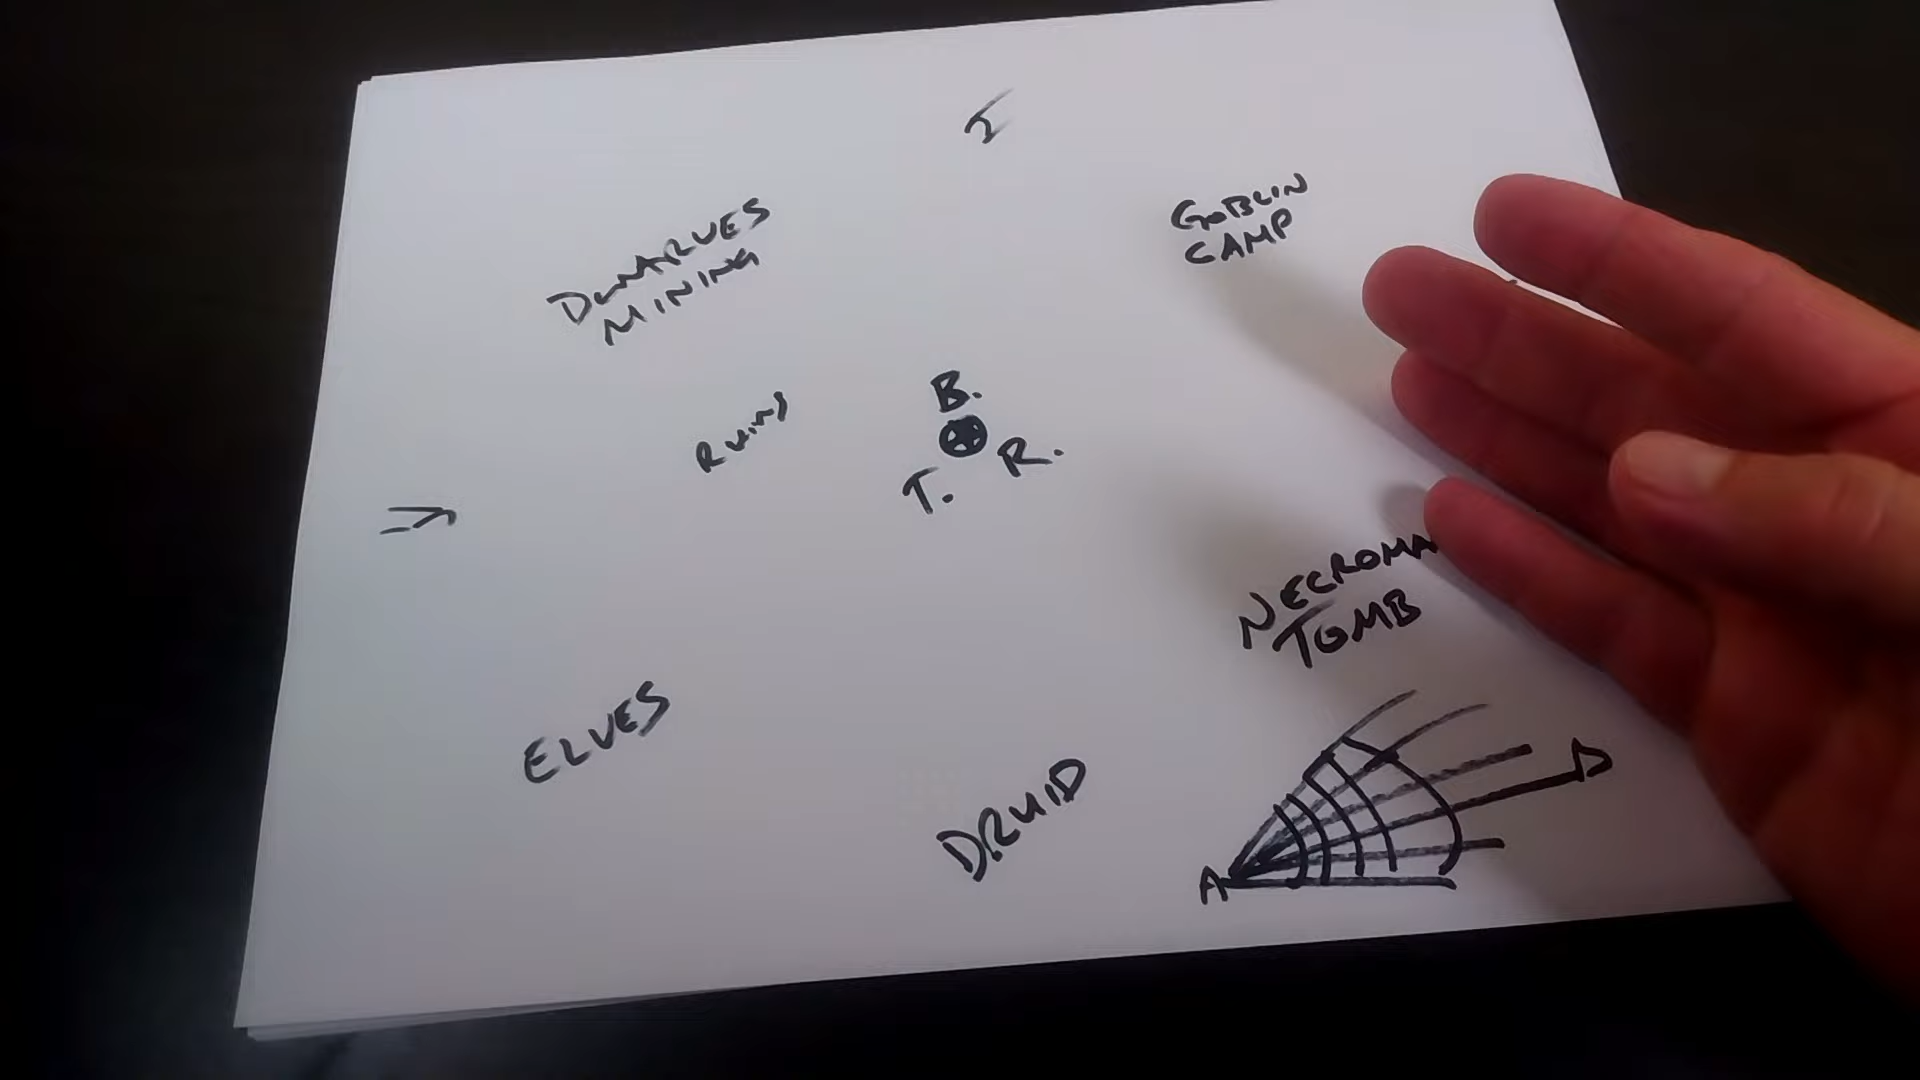 I
DWARVES
MINING
GOBLIN
CAMP
B.
RUINS
T. R.
NECROMA
TOMB
ELVES
DRUID
A B